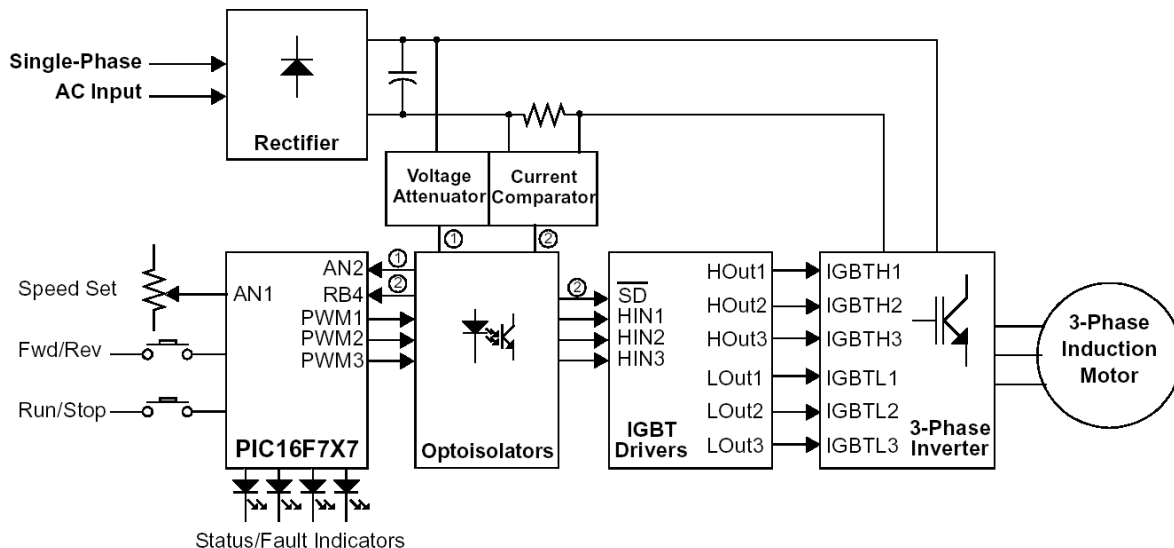 Single-Phase
AC Input
Rectifier
Voltage
Attenuator
Current
Comparator
1
2
Speed Set
AN1
Fwd/Rev
Run/Stop
AN2
RB4
PWM1
PWM2
PWM3
PIC16F7X7
1
2
Optoisolators
2
SD
HIN1
HIN2
HIN3
HOut1
HOut2
HOut3
LOut1
LOut2
LOut3
IGBT
Drivers
IGBTH1
IGBTH2
IGBTH3
IGBTL1
IGBTL2
IGBTL3
3-Phase
Inverter
3-Phase
Induction
Motor
Status/Fault Indicators